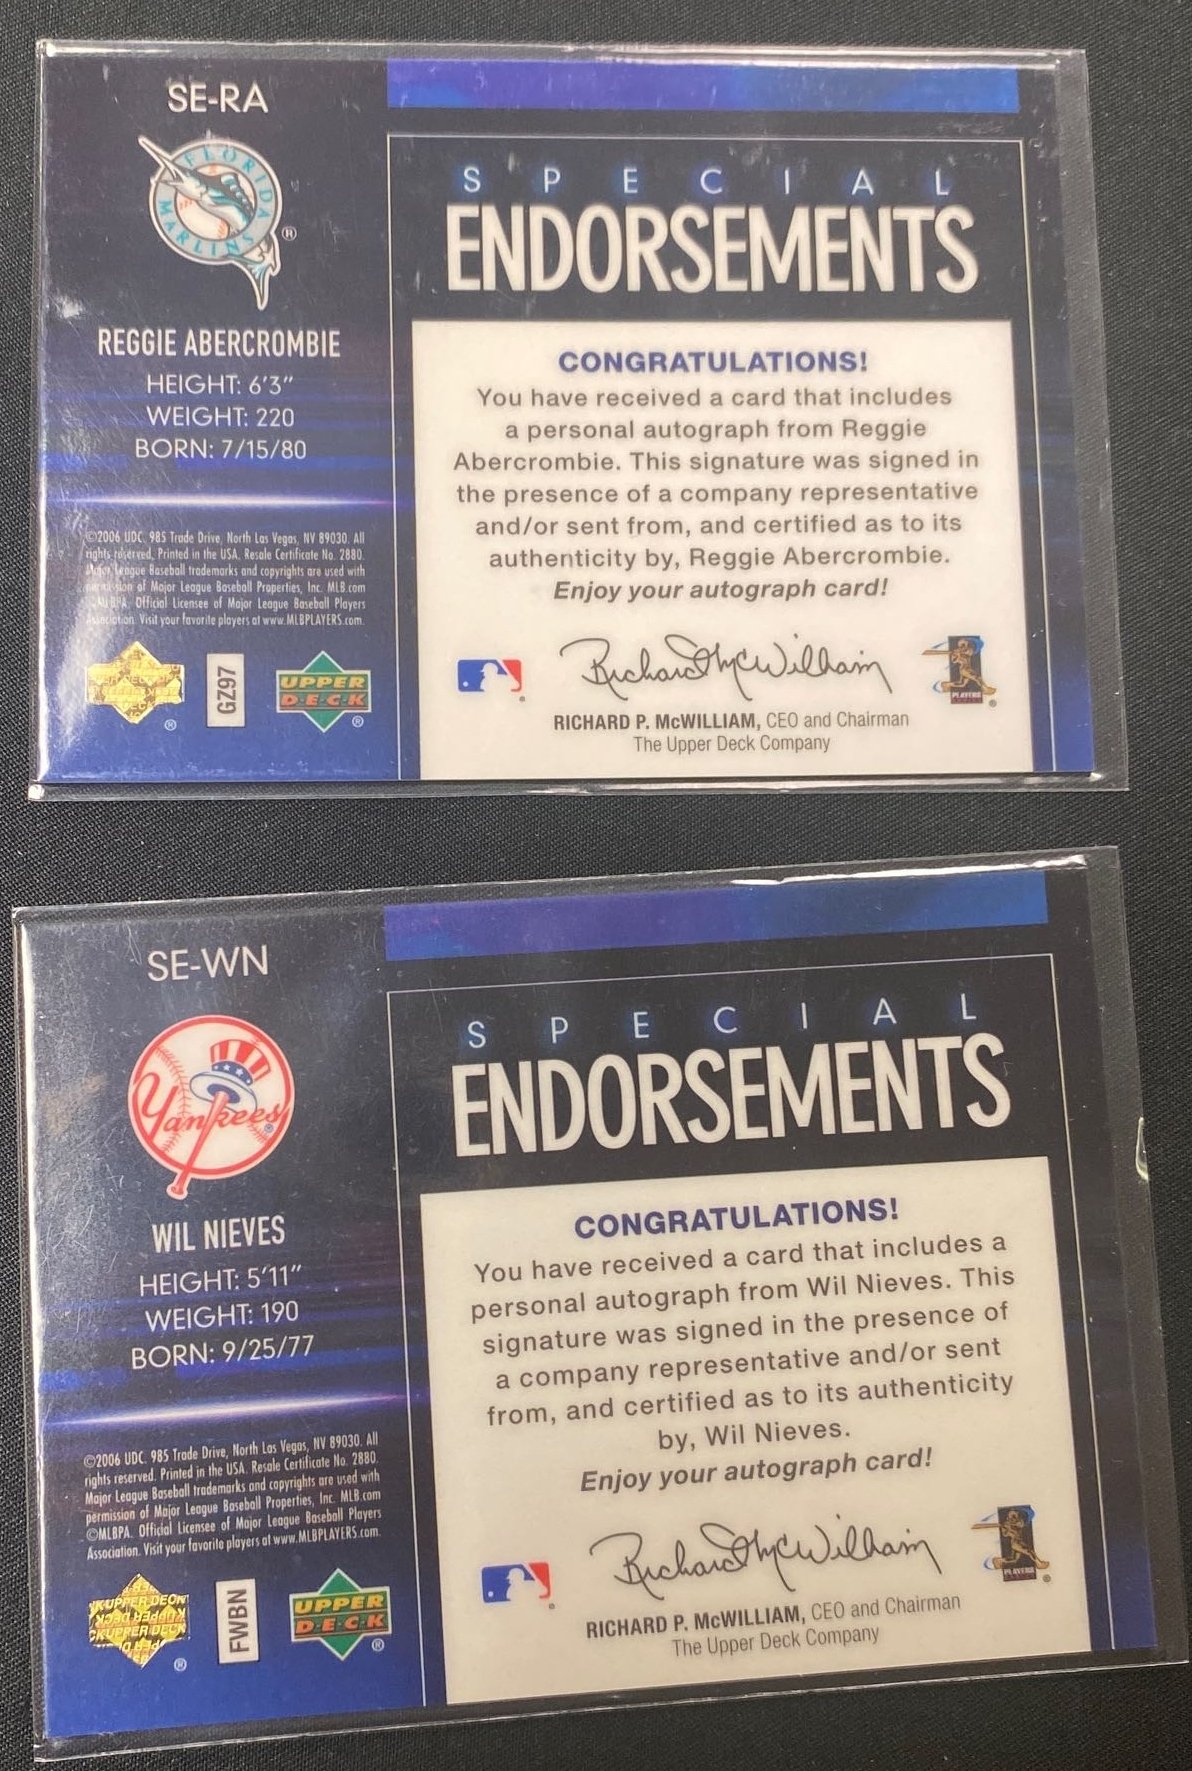 SE-RA
FLORIDA
MARLINS
®
REGGIE ABERCROMBIE
HEIGHT: 6'3"
WEIGHT: 220
BORN: 7/15/80
©2006 UDC. 985 Trade Drive, North Las Vegas, NV 89030. All
rights reserved. Printed in the USA. Resale Certificate No. 2880.
Major League Baseball trademarks and copyrights are used with
permission of Major League Baseball Properties, Inc. MLB.com
©MLBPA. Official Licensee of Major League Baseball Players
Association. Visit your favorite players at www.MLBPLAYERS.com.
®
GZ97
UPPER
D·E·C·K
®
SPECIAL
ENDORSEMENTS
CONGRATULATIONS!
You have received a card that includes
a personal autograph from Reggie
Abercrombie. This signature was signed in
the presence of a company representative
and/or sent from, and certified as to its
authenticity by, Reggie Abercrombie.
Enjoy your autograph card!
Richard McWilliam
PLAYERS
®
RICHARD P. McWILLIAM, CEO and Chairman
The Upper Deck Company
SE-WN
Yankees
®
WIL NIEVES
HEIGHT: 5'11"
WEIGHT: 190
BORN: 9/25/77
©2006 UDC. 985 Trade Drive, North Las Vegas, NV 89030. All
rights reserved. Printed in the USA. Resale Certificate No. 2880.
Major League Baseball trademarks and copyrights are used with
permission of Major League Baseball Properties, Inc. MLB.com
©MLBPA. Official Licensee of Major League Baseball Players
Association. Visit your favorite players at www.MLBPLAYERS.com.
UPPER DECK
UPPER DECK
®
FWBN
UPPER
D·E·C·K
®
SPECIAL
ENDORSEMENTS
CONGRATULATIONS!
You have received a card that includes a
personal autograph from Wil Nieves. This
signature was signed in the presence of
a company representative and/or sent
from, and certified as to its authenticity
by, Wil Nieves.
Enjoy your autograph card!
Richard McWilliam
PLAYERS
®
RICHARD P. McWILLIAM, CEO and Chairman
The Upper Deck Company